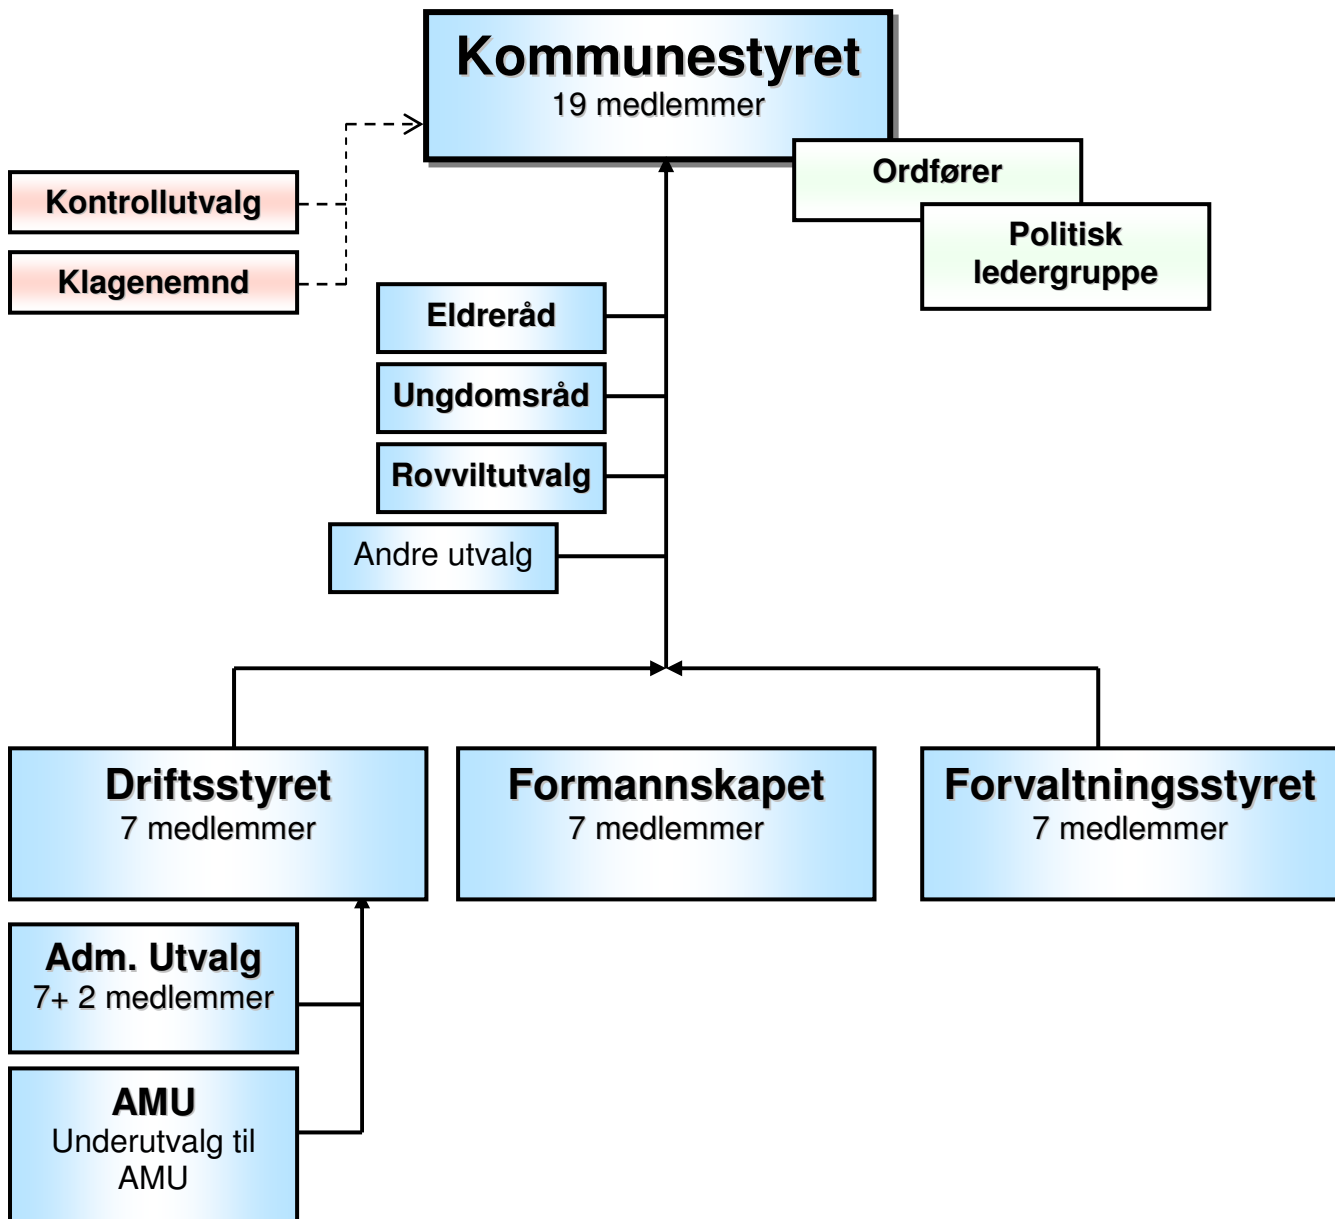 Kommunestyret
19 medlemmer
Ordfører
Politisk
ledergruppe
Kontrollutvalg
Klagenemnd
Eldreråd
Ungdomsråd
Rovviltutvalg
Andre utvalg
Driftsstyret
7 medlemmer
Formannskapet
7 medlemmer
Forvaltningsstyret
7 medlemmer
Adm. Utvalg
7+ 2 medlemmer
AMU
Underutvalg til
AMU